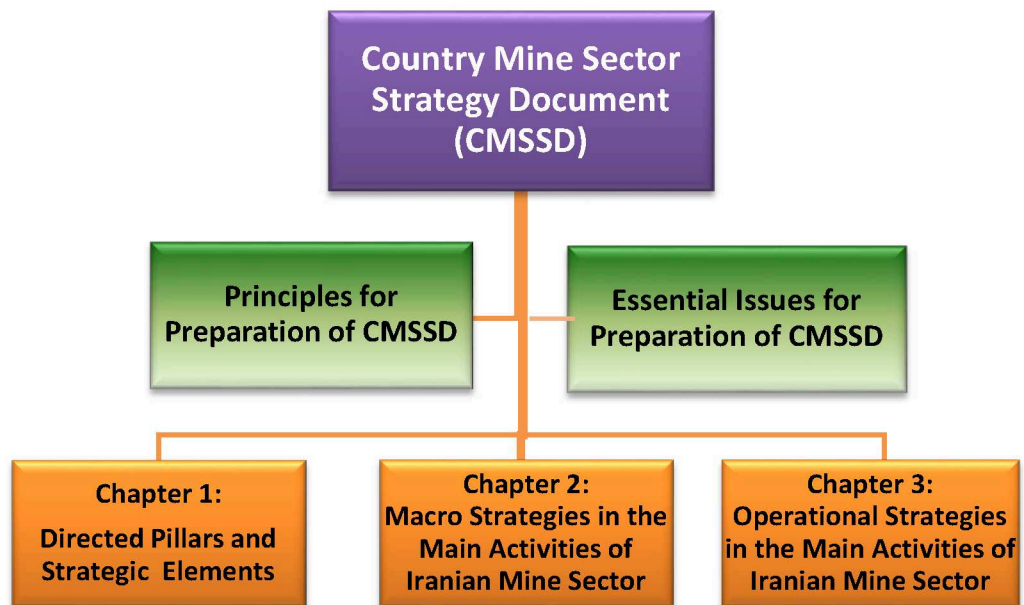 Country Mine Sector
Strategy Document
(CMSSD)
Principles for
Preparation of CMSSD
Essential Issues for
Preparation of CMSSD
Chapter 1:
Directed Pillars and
Strategic Elements
Chapter 2:
Macro Strategies in the
Main Activities of
Iranian Mine Sector
Chapter 3:
Operational Strategies
in the Main Activities of
Iranian Mine Sector